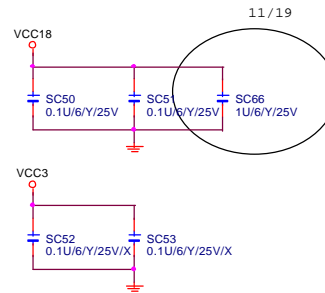 11/19
VCC18
SC50
0.1U/6/Y/25V
SC51
0.1U/6/Y/25V
SC66
1U/6/Y/25V
VCC3
SC52
0.1U/6/Y/25V/X
SC53
0.1U/6/Y/25V/X